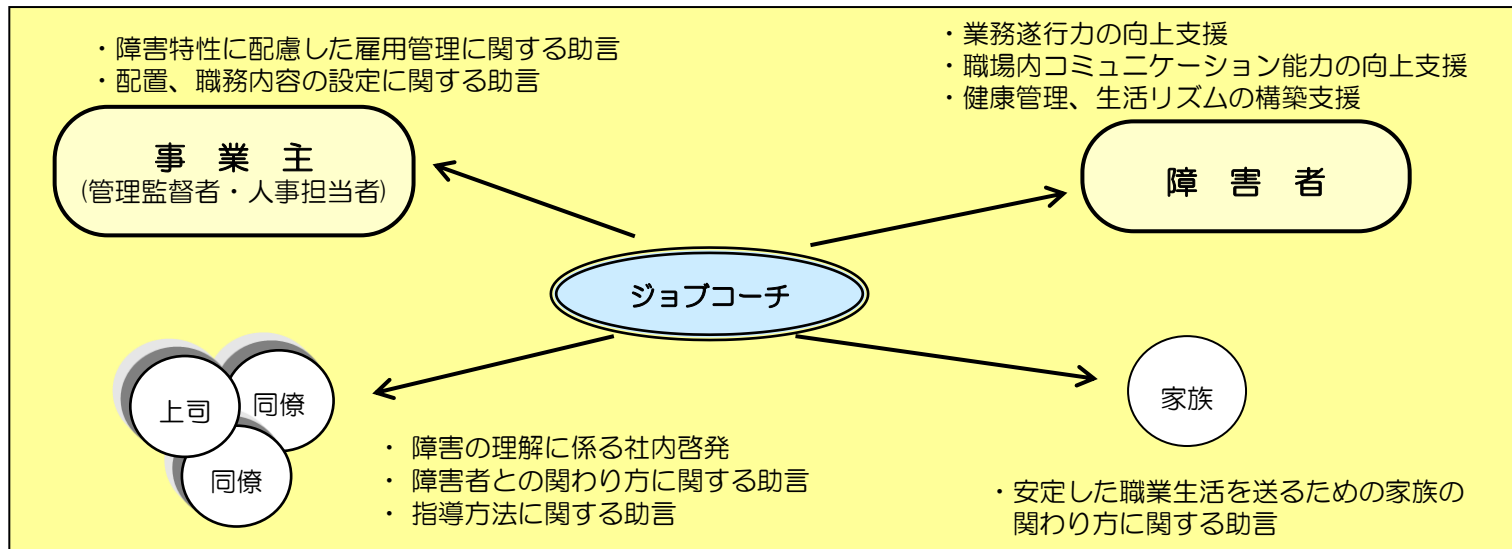 ・障害特性に配慮した雇用管理に関する助言
・配置、職務内容の設定に関する助言
事 業 主
(管理監督者・人事担当者)
・業務遂行力の向上支援
・職場内コミュニケーション能力の向上支援
・健康管理、生活リズムの構築支援
障 害 者
ジョブコーチ
上司
同僚
同僚
・ 障害の理解に係る社内啓発
・ 障害者との関わり方に関する助言
・ 指導方法に関する助言
家族
・安定した職業生活を送るための家族の
関わり方に関する助言